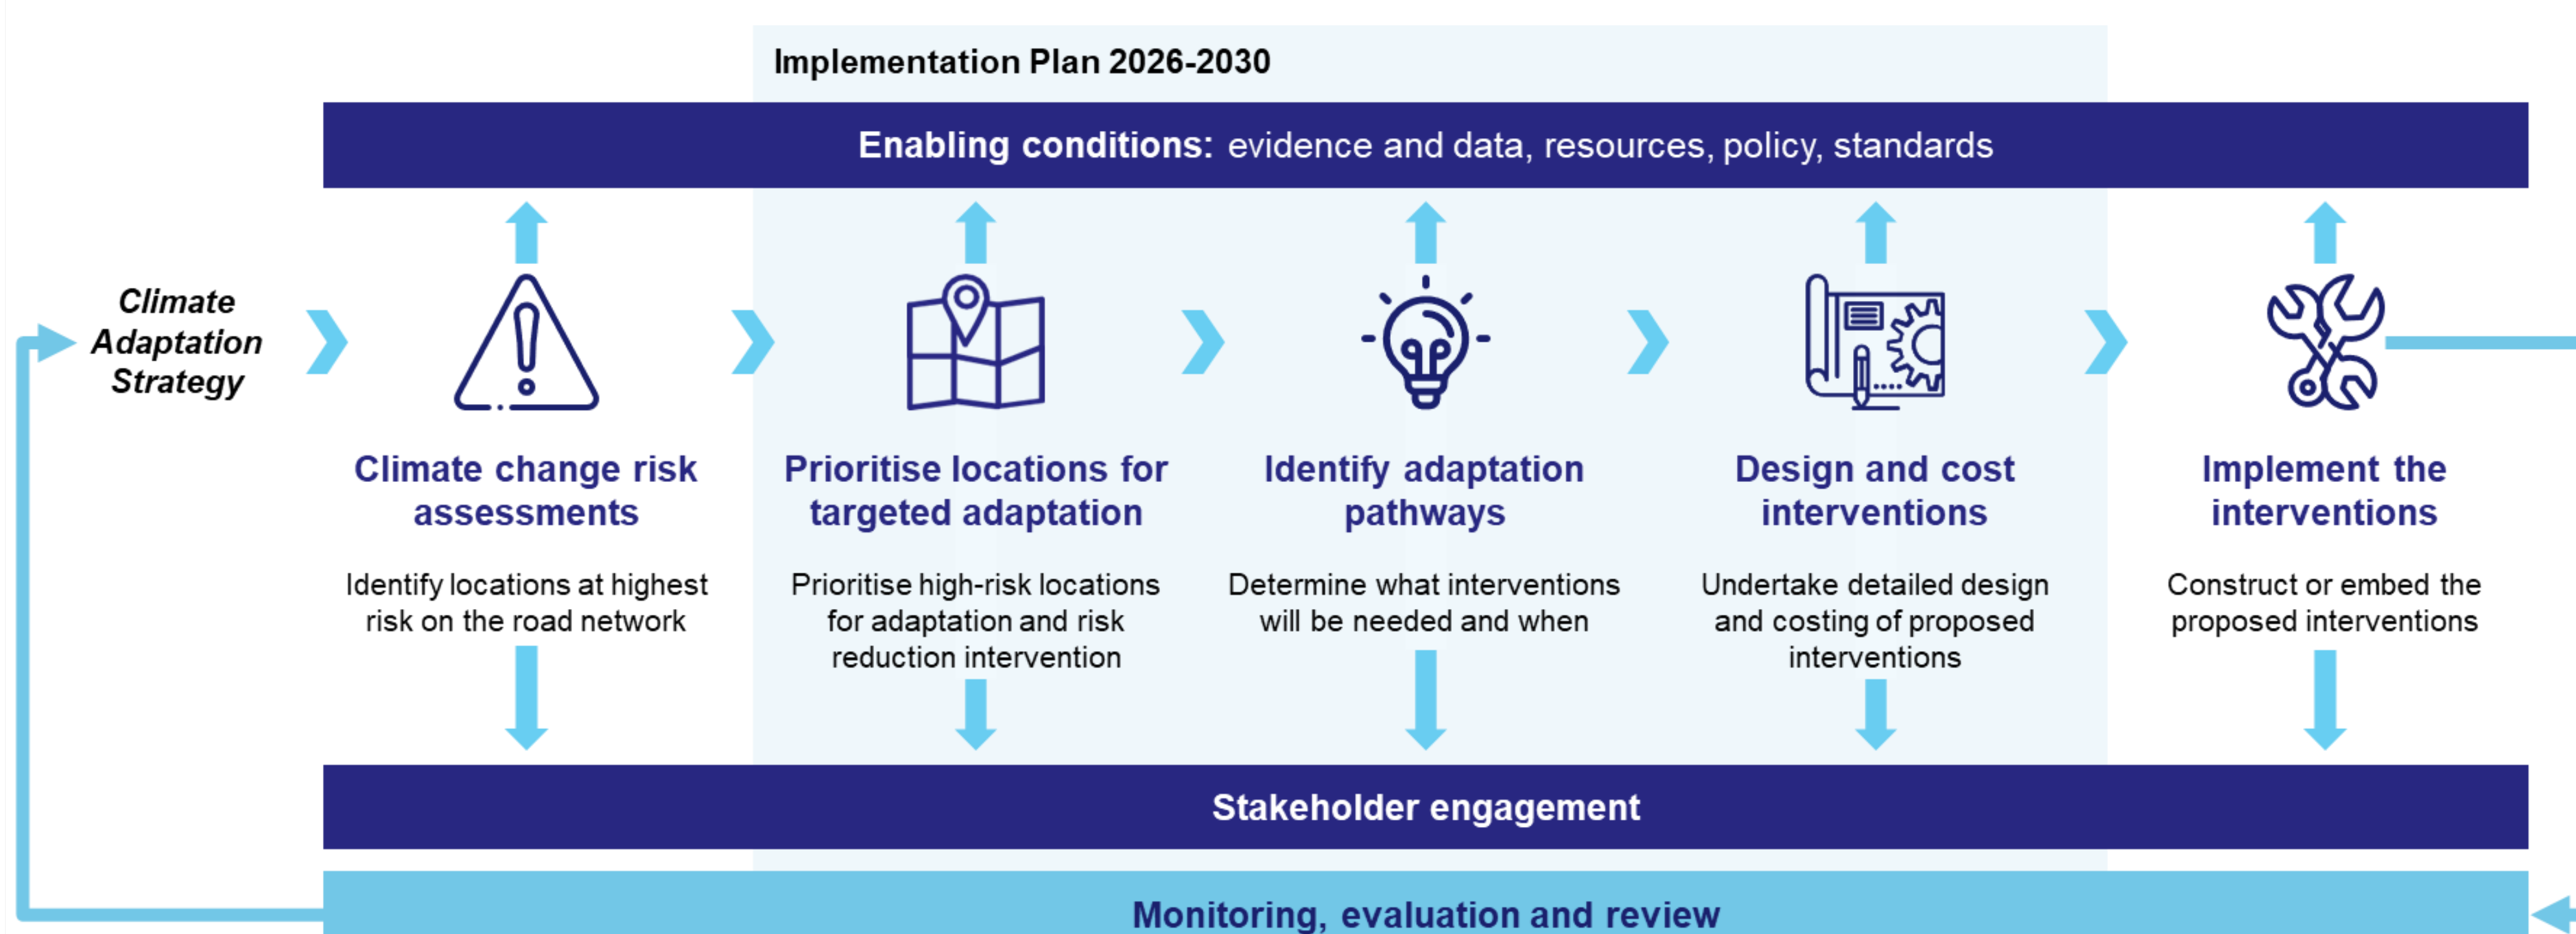 Implementation Plan 2026-2030
Enabling conditions: evidence and data, resources, policy, standards
Climate
Adaptation
Strategy
Climate change risk
assessments
Identify locations at highest
risk on the road network
Prioritise locations for
targeted adaptation
Prioritise high-risk locations
for adaptation and risk
reduction intervention
Identify adaptation
pathways
Determine what interventions
will be needed and when
Design and cost
interventions
Undertake detailed design
and costing of proposed
interventions
Implement the
interventions
Construct or embed the
proposed interventions
Stakeholder engagement
Monitoring, evaluation and review